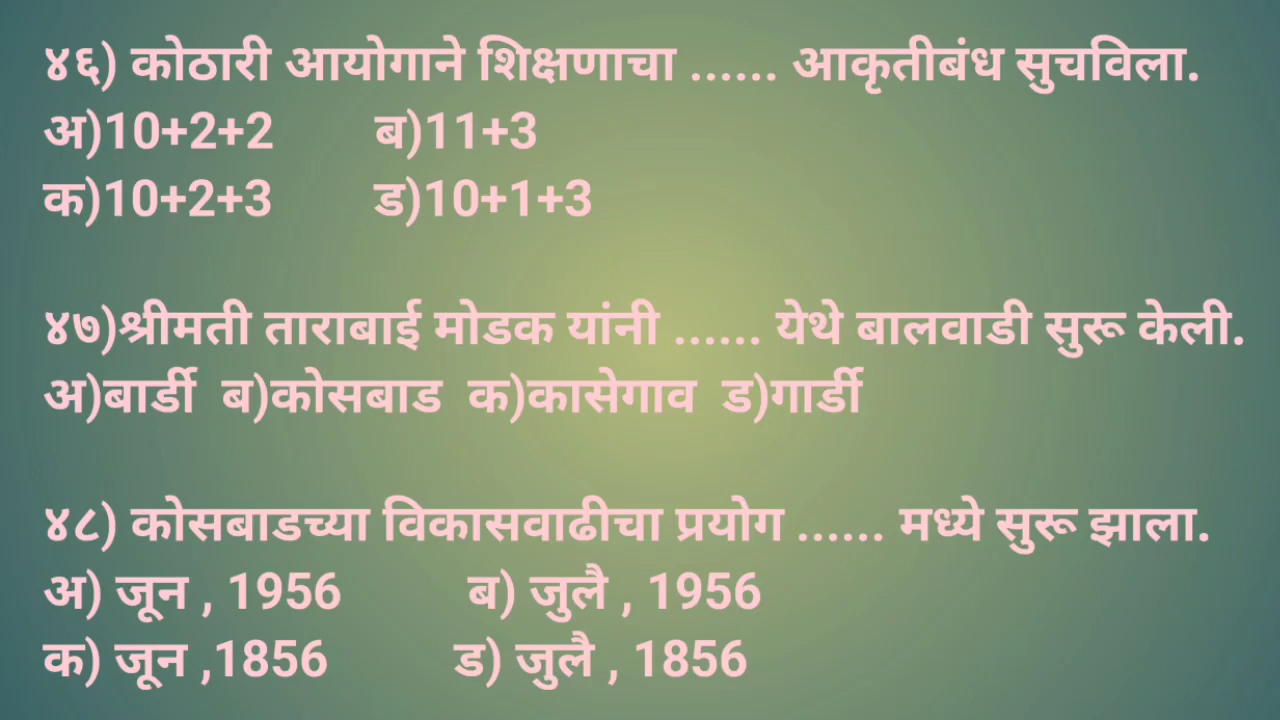 ४६) कोठारी आयोगाने शिक्षणाचा ...... आकृतीबंध सुचविला.
अ)10+2+2 ब)11+3
क)10+2+3 ड)10+1+3
४७)श्रीमती ताराबाई मोडक यांनी ...... येथे बालवाडी सुरू केली.
अ)बार्डी ब)कोसबाड क)कासेगाव ड)गार्डी
४८) कोसबाडच्या विकासवाढीचा प्रयोग ...... मध्ये सुरू झाला.
अ) जून , 1956 ब) जुलै , 1956
क) जून ,1856 ड) जुलै , 1856